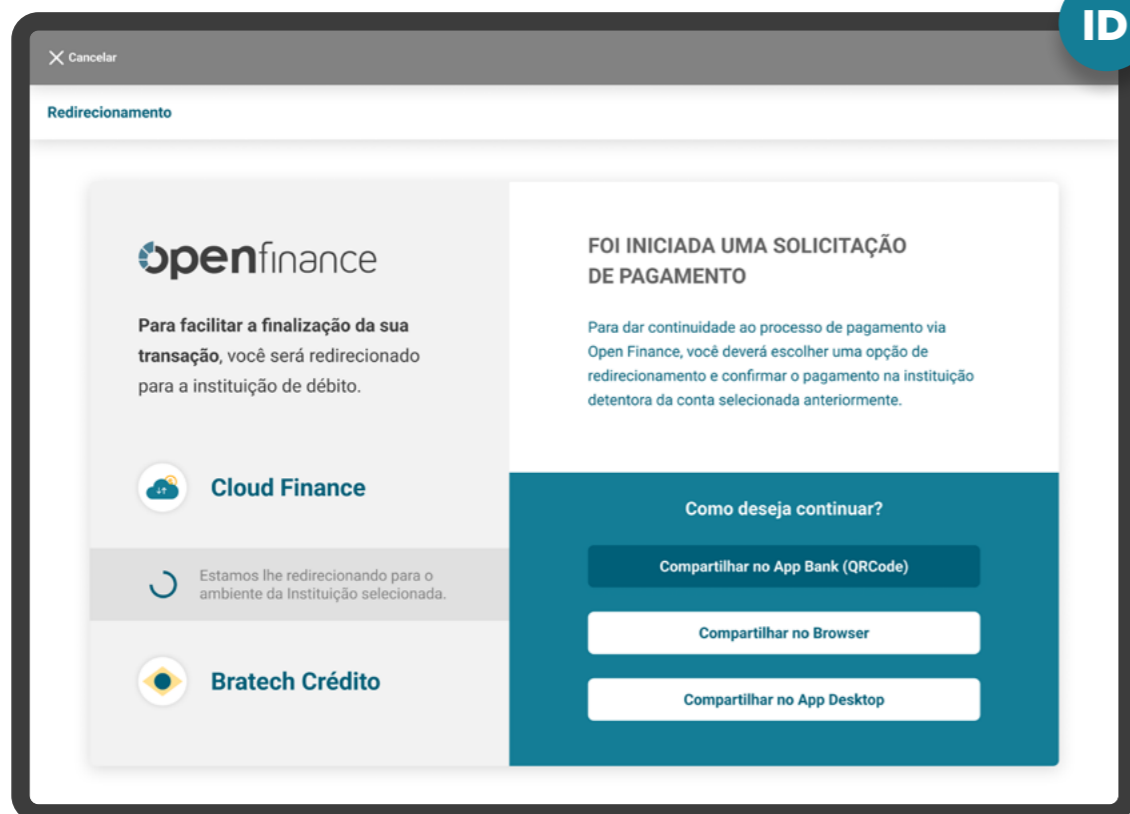 ID
Cancelar
Redirecionamento
openfinance
Para facilitar a finalização da sua
transação, você será redirecionado
para a instituição de débito.
Cloud Finance
Estamos lhe redirecionando para o
ambiente da Instituição selecionada.
Bratech Crédito
FOI INICIADA UMA SOLICITAÇÃO
DE PAGAMENTO
Para dar continuidade ao processo de pagamento via
Open Finance, você deverá escolher uma opção de
redirecionamento e confirmar o pagamento na instituição
detentora da conta selecionada anteriormente.
Como deseja continuar?
Compartilhar no App Bank (QRCode)
Compartilhar no Browser
Compartilhar no App Desktop